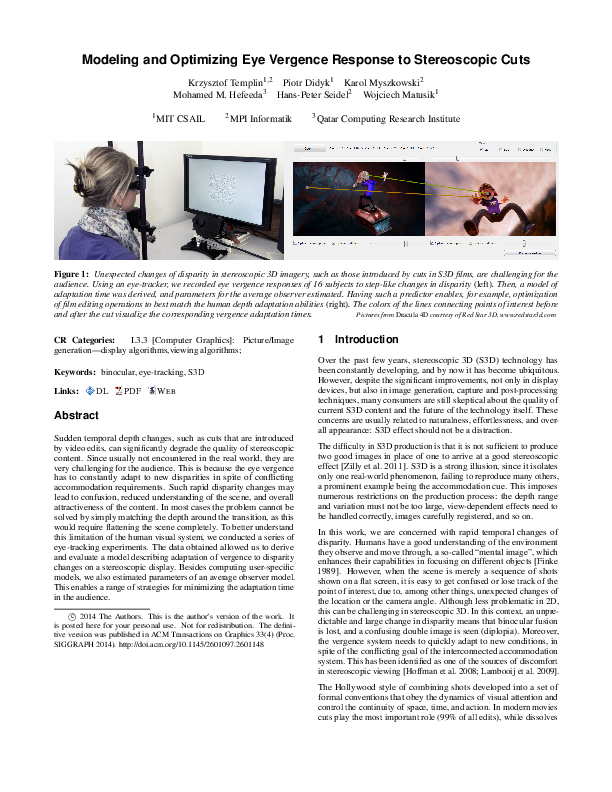 Modeling and Optimizing Eye Vergence Response to Stereoscopic Cuts
Krzysztof Templin1,2 Piotr Didyk1 Karol Myszkowski2
Mohamed M. Hefeeda3 Hans-Peter Seidel2 Wojciech Matusik1
1MIT CSAIL 2MPI Informatik 3Qatar Computing Research Institute
Figure 1: Unexpected changes of disparity in stereoscopic 3D imagery, such as those introduced by cuts in S3D films, are challenging for the
audience. Using an eye-tracker, we recorded eye vergence responses of 16 subjects to step-like changes in disparity (left). Then, a model of
adaptation time was derived, and parameters for the average observer estimated. Having such a predictor enables, for example, optimization
of film editing operations to best match the human depth adaptation abilities (right). The colors of the lines connecting points of interest before
and after the cut visualize the corresponding vergence adaptation times. Pictures from Dracula 4D courtesy of Red Star 3D, www.redstar3d.com
CR Categories: I.3.3 [Computer Graphics]: Picture/Image
generation—display algorithms,viewing algorithms;
Keywords: binocular, eye-tracking, S3D
Links: DL PDF WEB
Abstract
Sudden temporal depth changes, such as cuts that are introduced
by video edits, can significantly degrade the quality of stereoscopic
content. Since usually not encountered in the real world, they are
very challenging for the audience. This is because the eye vergence
has to constantly adapt to new disparities in spite of conflicting
accommodation requirements. Such rapid disparity changes may
lead to confusion, reduced understanding of the scene, and overall
attractiveness of the content. In most cases the problem cannot be
solved by simply matching the depth around the transition, as this
would require flattening the scene completely. To better understand
this limitation of the human visual system, we conducted a series of
eye-tracking experiments. The data obtained allowed us to derive
and evaluate a model describing adaptation of vergence to disparity
changes on a stereoscopic display. Besides computing user-specific
models, we also estimated parameters of an average observer model.
This enables a range of strategies for minimizing the adaptation time
in the audience.
© 2014 The Authors. This is the author's version of the work. It
is posted here for your personal use. Not for redistribution. The defini-
tive version was published in ACM Transactions on Graphics 33(4) (Proc.
SIGGRAPH 2014). http://doi.acm.org/10.1145/2601097.2601148
1 Introduction
Over the past few years, stereoscopic 3D (S3D) technology has
been constantly developing, and by now it has become ubiquitous.
However, despite the significant improvements, not only in display
devices, but also in image generation, capture and post-processing
techniques, many consumers are still skeptical about the quality of
current S3D content and the future of the technology itself. These
concerns are usually related to naturalness, effortlessness, and over-
all appearance: S3D effect should not be a distraction.
The difficulty in S3D production is that it is not sufficient to produce
two good images in place of one to arrive at a good stereoscopic
effect [Zilly et al. 2011]. S3D is a strong illusion, since it isolates
only one real-world phenomenon, failing to reproduce many others,
a prominent example being the accommodation cue. This imposes
numerous restrictions on the production process: the depth range
and variation must not be too large, view-dependent effects need to
be handled correctly, images carefully registered, and so on.
In this work, we are concerned with rapid temporal changes of
disparity. Humans have a good understanding of the environment
they observe and move through, a so-called “mental image”, which
enhances their capabilities in focusing on different objects [Finke
1989]. However, when the scene is merely a sequence of shots
shown on a flat screen, it is easy to get confused or lose track of the
point of interest, due to, among other things, unexpected changes of
the location or the camera angle. Although less problematic in 2D,
this can be challenging in stereoscopic 3D. In this context, an unpre-
dictable and large change in disparity means that binocular fusion
is lost, and a confusing double image is seen (diplopia). Moreover,
the vergence system needs to quickly adapt to new conditions, in
spite of the conflicting goal of the interconnected accommodation
system. This has been identified as one of the sources of discomfort
in stereoscopic viewing [Hoffman et al. 2008; Lambooij et al. 2009].
The Hollywood style of combining shots developed into a set of
formal conventions that obey the dynamics of visual attention and
control the continuity of space, time, and action. In modern movies
cuts play the most important role (99% of all edits), while dissolves